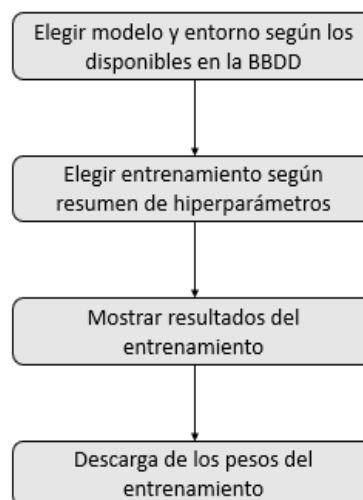 Elegir modelo y entorno según los
disponibles en la BBDD
Elegir entrenamiento según
resumen de hiperparámetros
Mostrar resultados del
entrenamiento
Descarga de los pesos del
entrenamiento